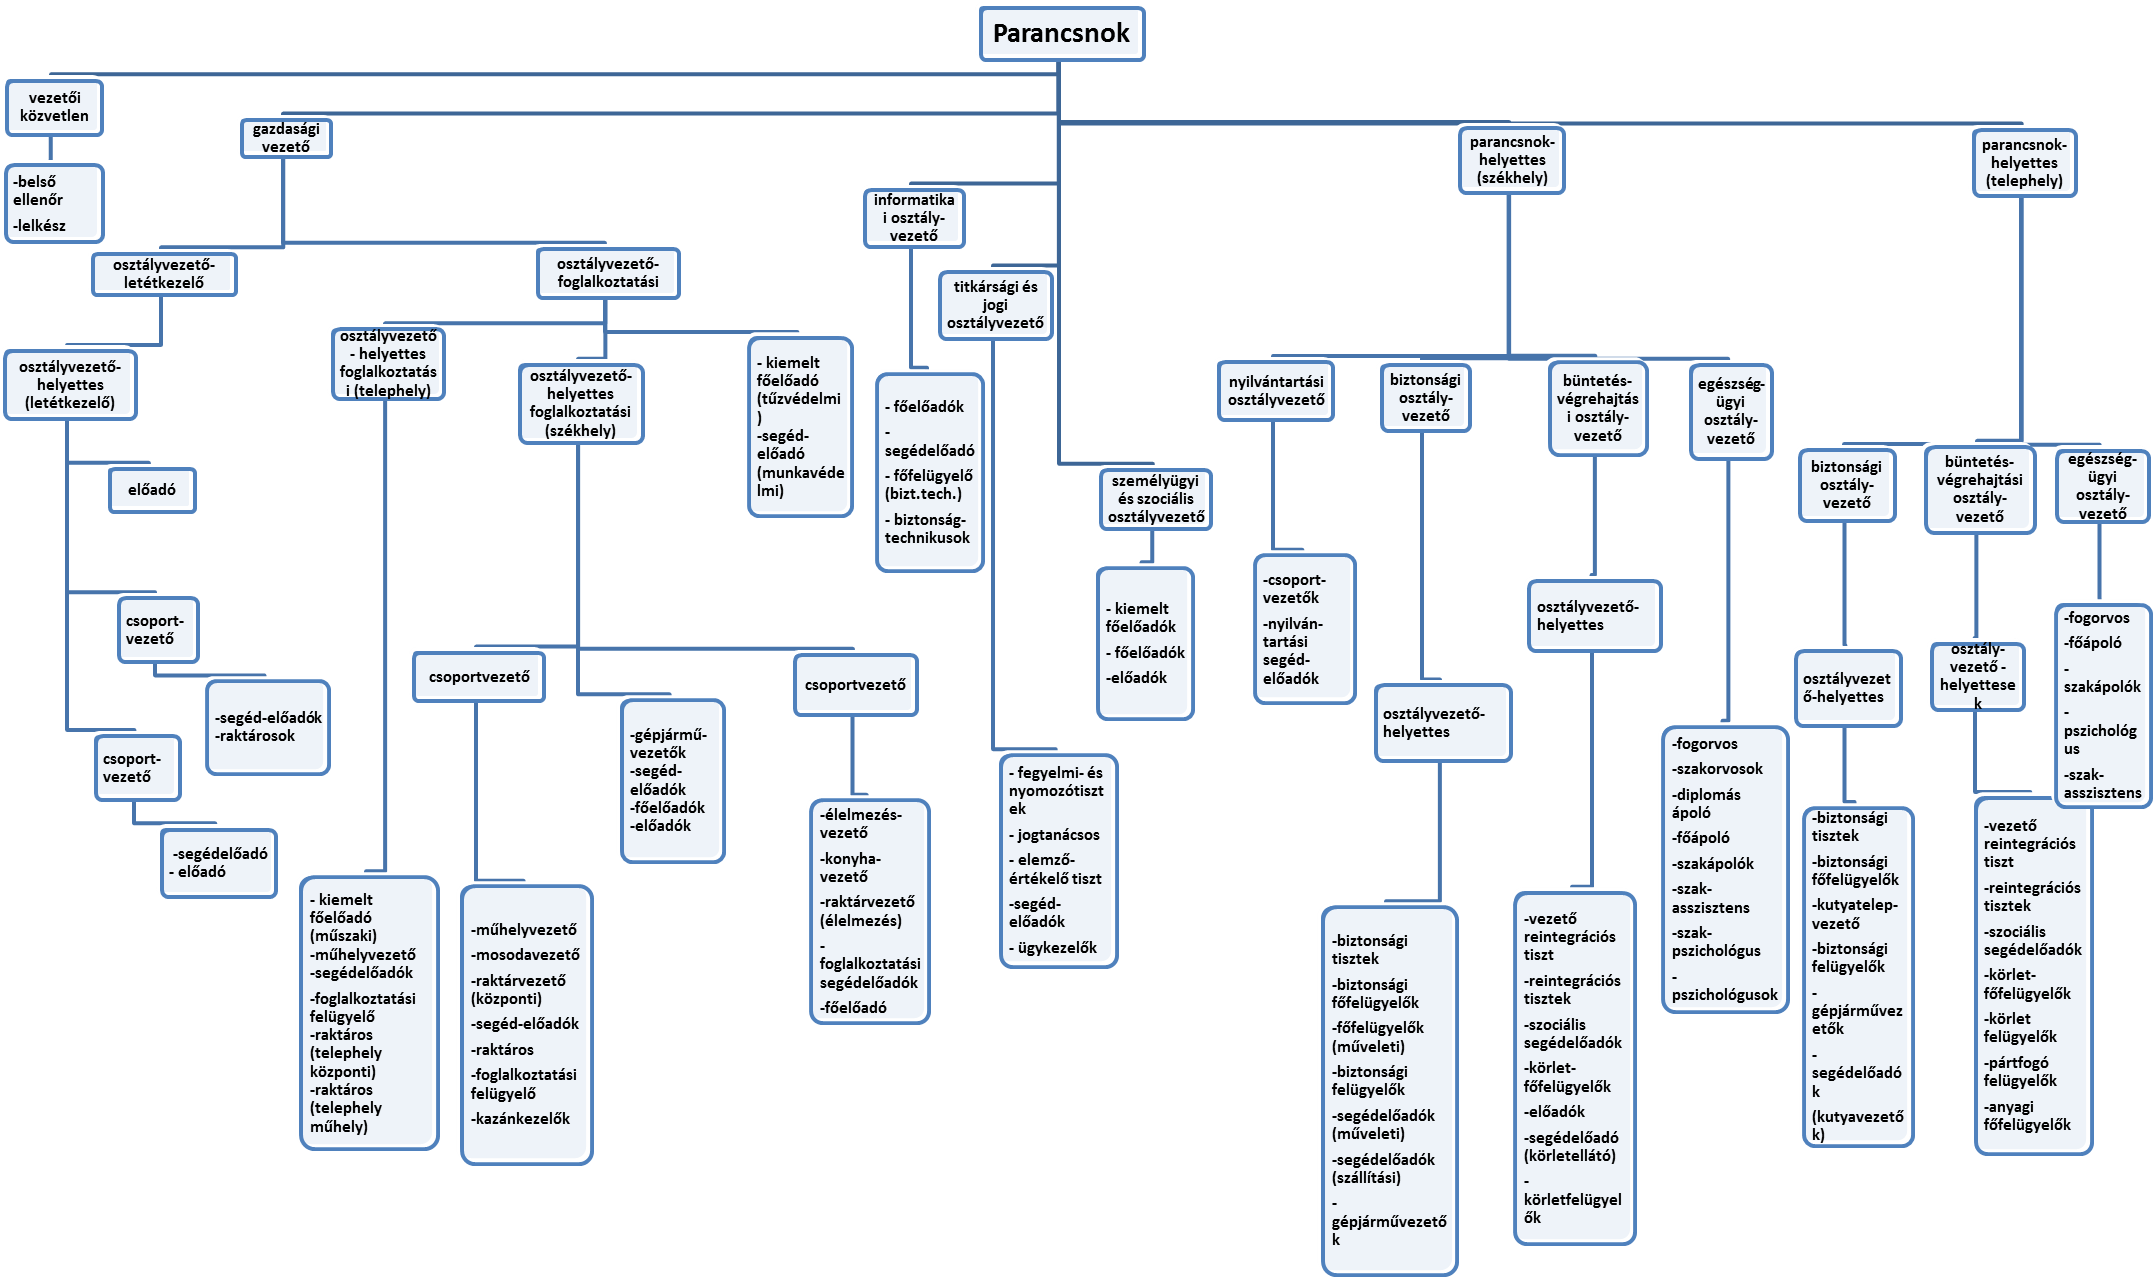 Parancsnok
vezetői
közvetlen
-belső
ellenőr
-lelkész
gazdasági
vezető
osztályvezető-
letétkezelő
osztályvezető-
helyettes
(letétkezelő)
előadó
csoport-
vezető
-segéd-előadók
-raktárosok
csoport-
vezető
-segédelőadó
- előadó
osztályvezető-
foglalkoztatási
osztályvezető
- helyettes
foglalkoztatás
i (telephely)
- kiemelt
főelőadó
(műszaki)
-műhelyvezető
-segédelőadók
-foglalkoztatási
felügyelő
-raktáros
(telephely
központi)
-raktáros
(telephely
műhely)
osztályvezető-
helyettes
foglalkoztatási
(székhely)
csoportvezető
-műhelyvezető
-mosodavezető
-raktárvezető
(központi)
-segéd-előadók
-raktáros
-foglalkoztatási
felügyelő
-kazánkezelők
-gépjármű-
vezetők
-segéd-
előadók
-főelőadók
-előadók
csoportvezető
-élelmezés-
vezető
-konyha-
vezető
-raktárvezető
(élelmezés)
-
foglalkoztatási
segédelőadók
-főelőadó
- kiemelt
főelőadó
(tűzvédelmi
)
-segéd-
előadó
(munkavéde
lmi)
informatika
i osztály-
vezető
- főelőadók
-
segédelőadó
- főfelügyelő
(bizt.tech.)
- biztonság-
technikusok
titkársági és
jogi
osztályvezető
- fegyelmi- és
nyomozótiszt
ek
- jogtanácsos
- elemző-
értékelő tiszt
-segéd-
előadók
- ügykezelők
személyügyi
és szociális
osztályvezető
- kiemelt
főelőadók
- főelőadók
-előadók
parancsnok-
helyettes
(székhely)
nyilvántartási
osztályvezető
-csoport-
vezetők
-nyilván-
tartási
segéd-
előadók
biztonsági
osztály-
vezető
osztályvezető-
helyettes
-biztonsági
tisztek
-biztonsági
főfelügyelők
-főfelügyelők
(műveleti)
-biztonsági
felügyelők
-segédelőadók
(műveleti)
-segédelőadók
(szállítási)
-
gépjárművezető
k
büntetés-
végrehajtás
i osztály-
vezető
osztályvezető-
helyettes
-vezető
reintegrációs
tiszt
-reintegrációs
tisztek
-szociális
segédelőadók
-körlet-
főfelügyelők
-előadók
-segédelőadó
(körletellátó)
-
körletfelügyel
ők
egészség-
ügyi
osztály-
vezető
-fogorvos
-szakorvosok
-diplomás
ápoló
-főápoló
-szakápolók
-szak-
asszisztens
-szak-
pszichológus
-
pszichológusok
parancsnok-
helyettes
(telephely)
biztonsági
osztály-
vezető
osztályvezet
ő-helyettes
-biztonsági
tisztek
-biztonsági
főfelügyelők
-kutyatelep-
vezető
-biztonsági
felügyelők
-
gépjárművez
etők
-
segédelőadó
k
(kutyavezető
k)
büntetés-
végrehajtási
osztály-
vezető
osztály-
vezető -
helyettese
k
-vezető
reintegrációs
tiszt
-reintegrációs
tisztek
-szociális
segédelőadók
-körlet-
főfelügyelők
-körlet
felügyelők
-pártfogó
felügyelők
-anyagi
főfelügyelők
egészség-
ügyi
osztály-
vezető
-fogorvos
-főápoló
-
szakápolók
-
pszichológ
us
-szak-
asszisztens